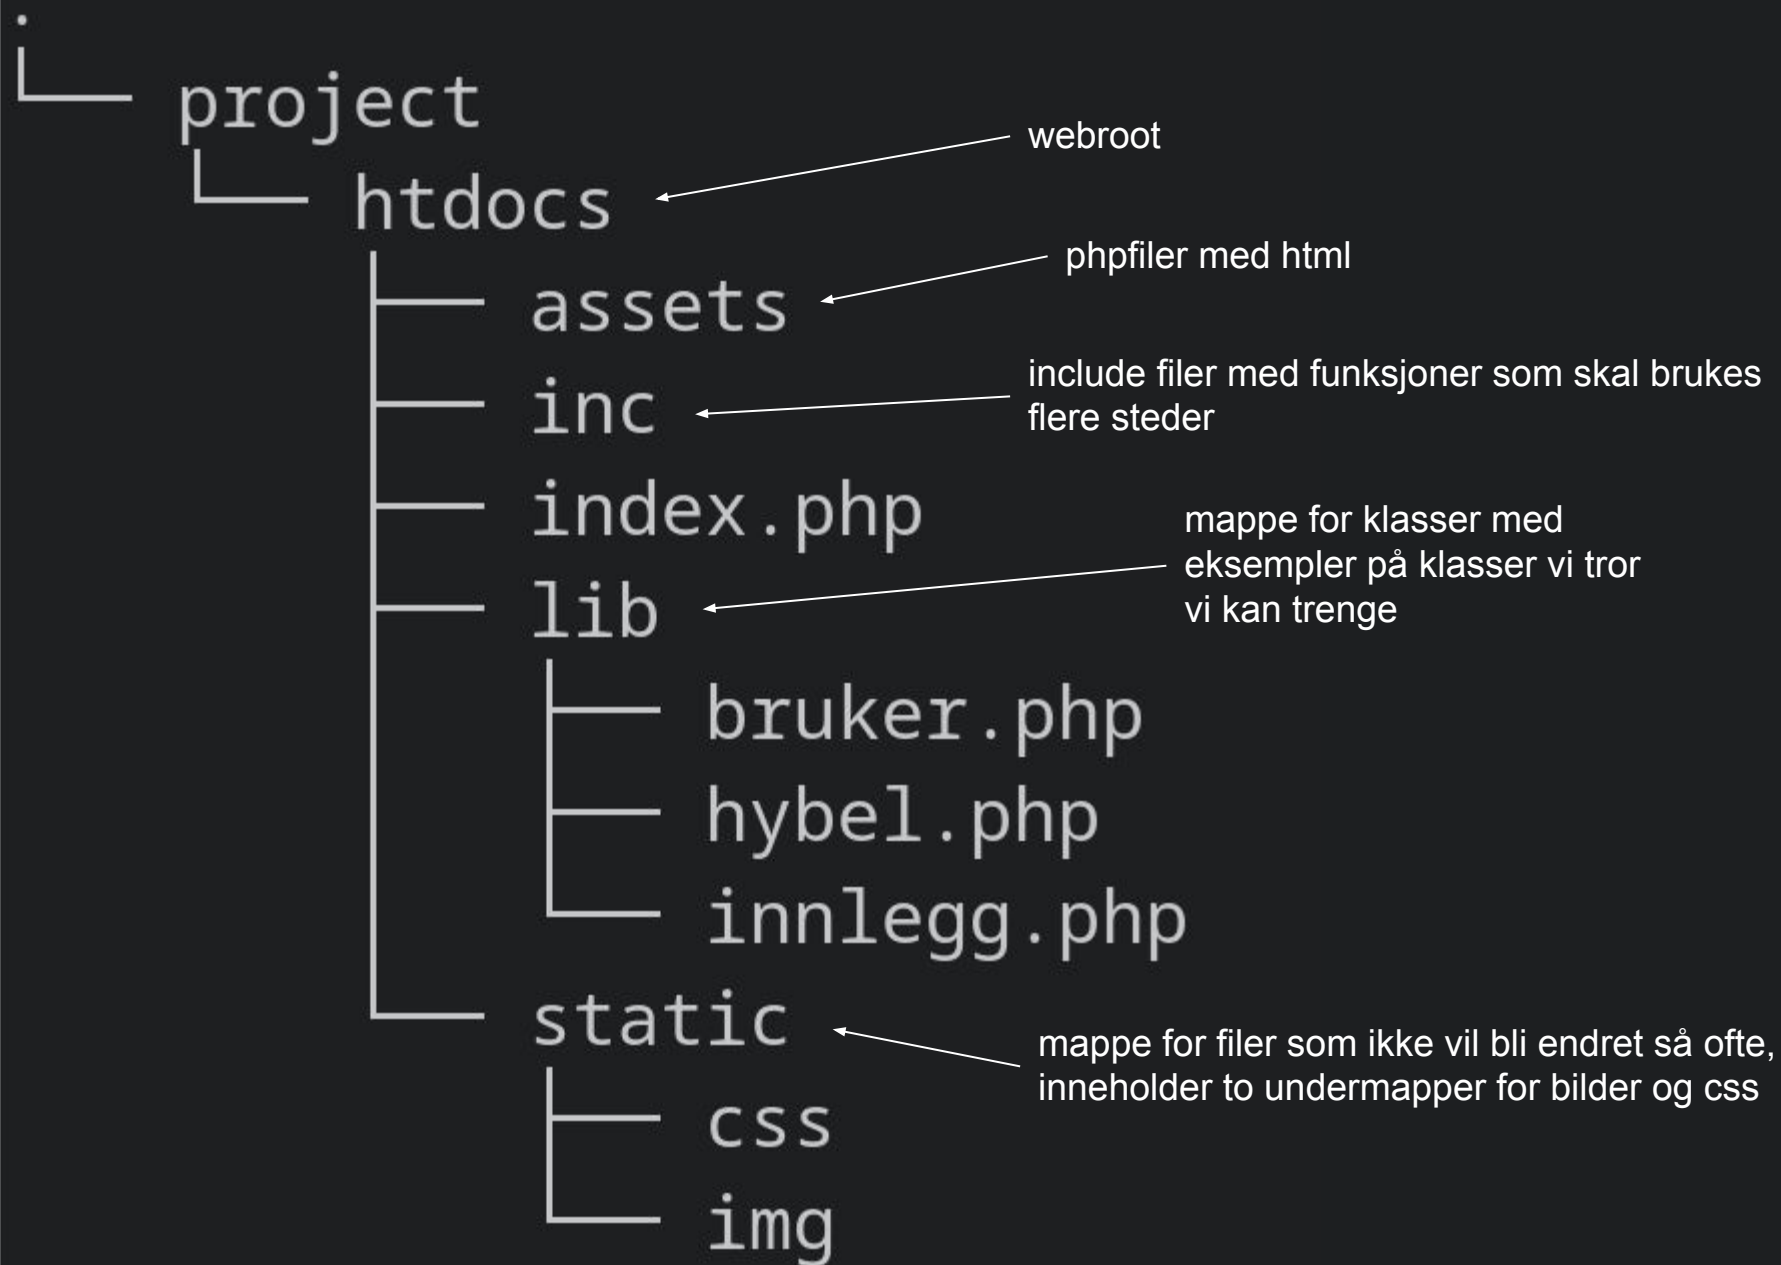 .
project
webroot
htdocs
phpfiler med html
assets
include filer med funksjoner som skal brukes
flere steder
inc
index.php
mappe for klasser med
eksempler på klasser vi tror
vi kan trenge
lib
bruker.php
hybel.php
innlegg.php
static
mappe for filer som ikke vil bli endret så ofte,
inneholder to undermapper for bilder og css
css
img